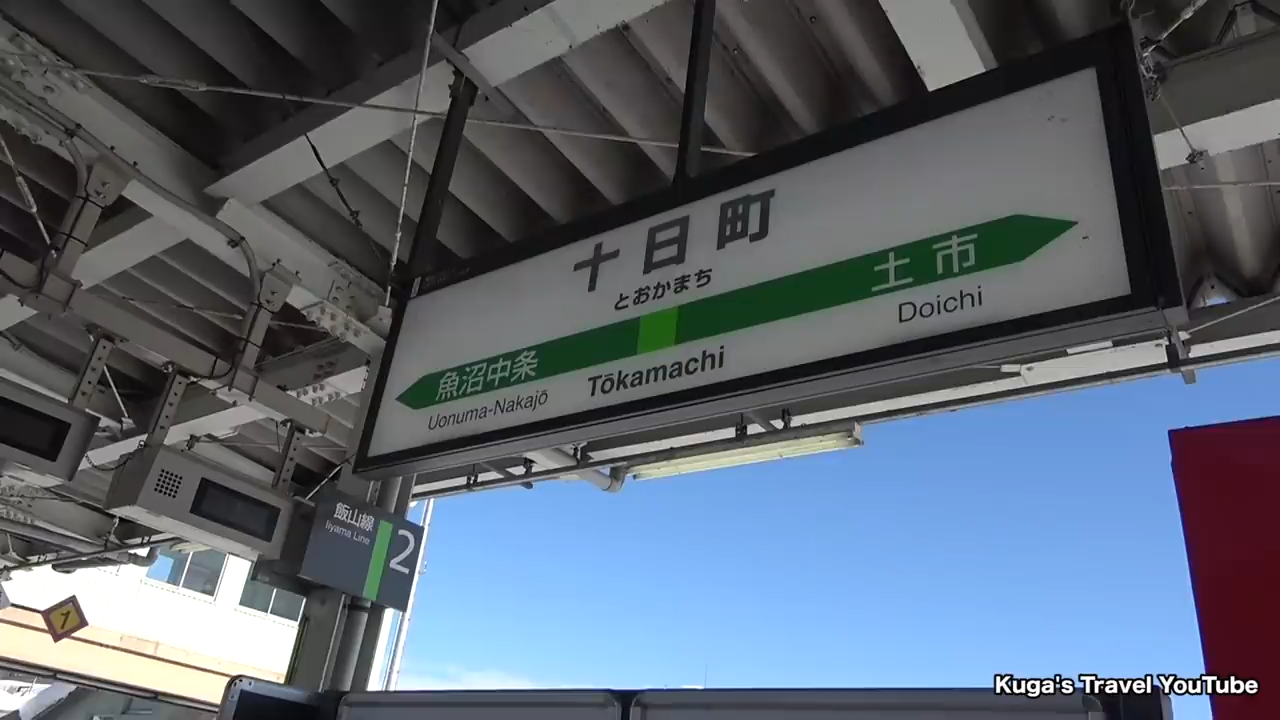 十日町
とおかまち
土市
Doichi
魚沼中条
Uonuma-Nakajō
Tōkamachi
飯山線
Iiyama Line
2
1
Kuga's Travel YouTube